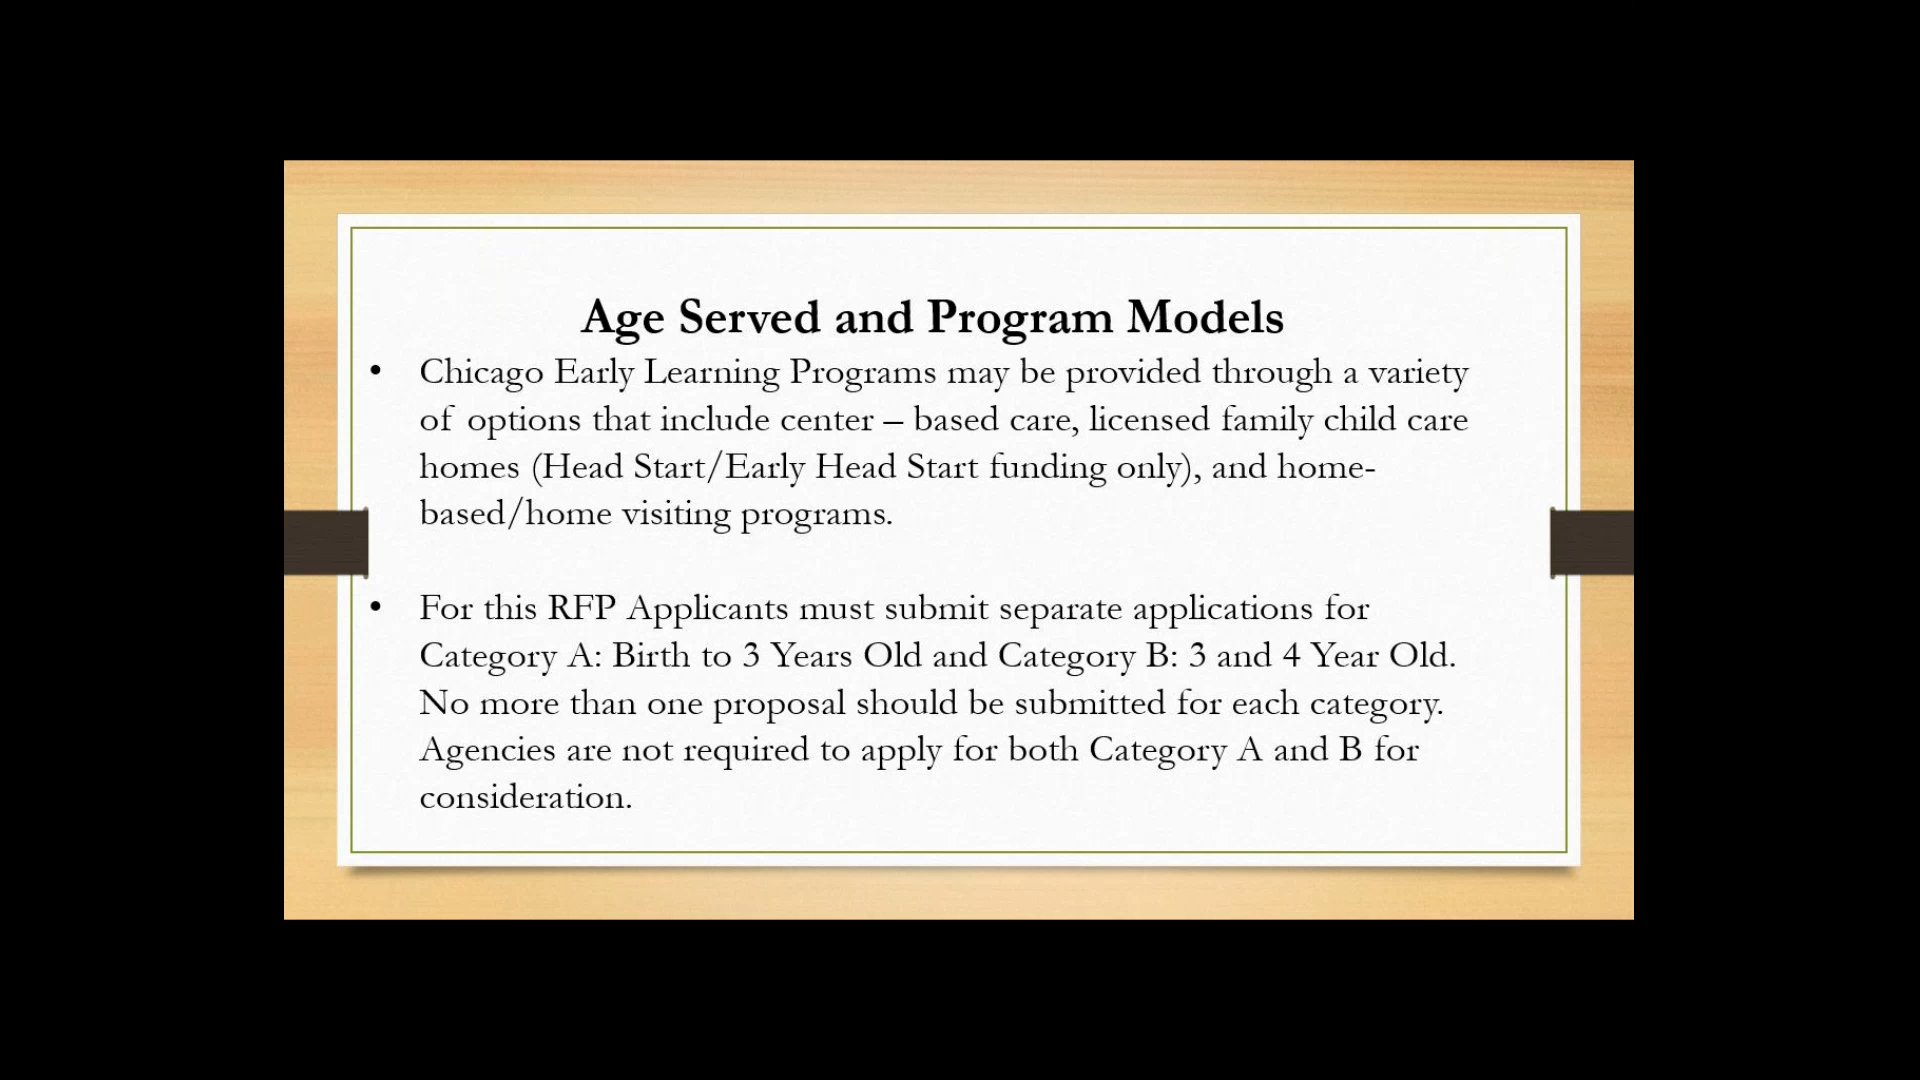 Age Served and Program Models
• Chicago Early Learning Programs may be provided through a variety
of options that include center – based care, licensed family child care
homes (Head Start/Early Head Start funding only), and home-
based/home visiting programs.
• For this RFP Applicants must submit separate applications for
Category A: Birth to 3 Years Old and Category B: 3 and 4 Year Old.
No more than one proposal should be submitted for each category.
Agencies are not required to apply for both Category A and B for
consideration.